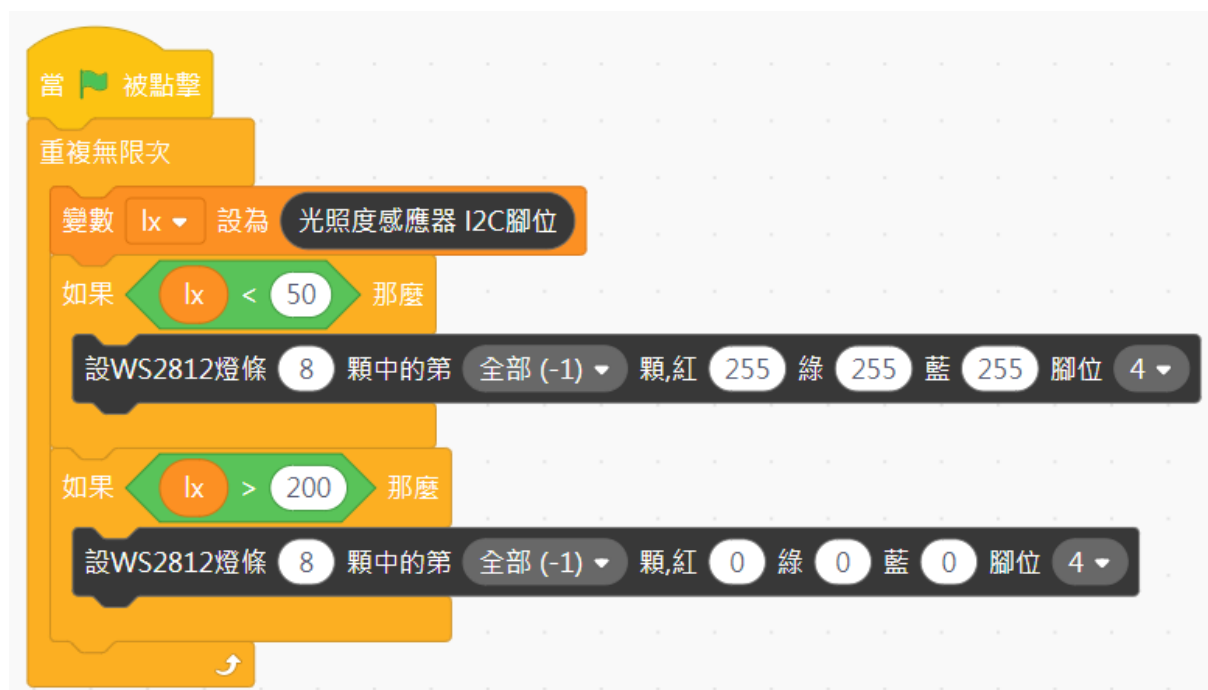 當 被點擊
重複無限次
變數 lx 設為 光照度感應器 I2C腳位
如果 lx < 50 那麼
設WS2812燈條 8 顆中的第 全部 (-1) 顆,紅 255 綠 255 藍 255 腳位 4
如果 lx > 200 那麼
設WS2812燈條 8 顆中的第 全部 (-1) 顆,紅 0 綠 0 藍 0 腳位 4